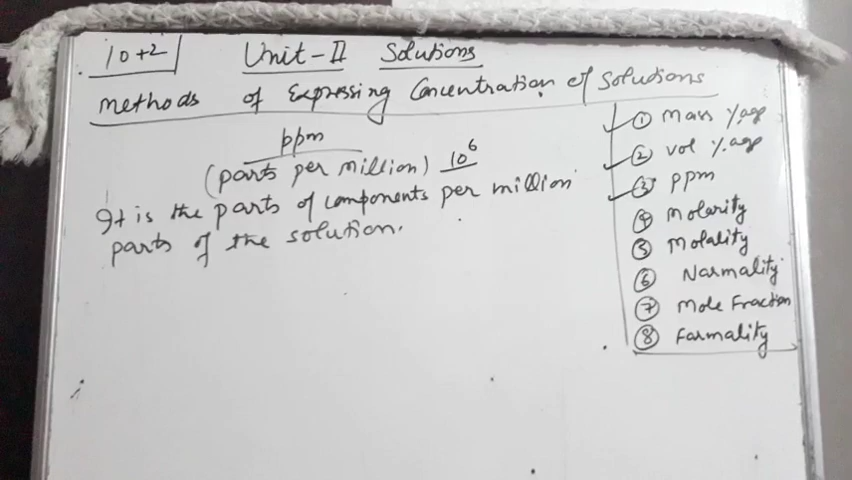 10+2 Unit-II Solutions
Methods of Expressing Concentration of Solutions
ppm
(parts per million) 10⁶
It is the parts of components per million
parts of the solution.
① Mass %age
② Vol %age
③ ppm
④ Molarity
⑤ Molality
⑥ Normality
⑦ Mole Fraction
⑧ Formality